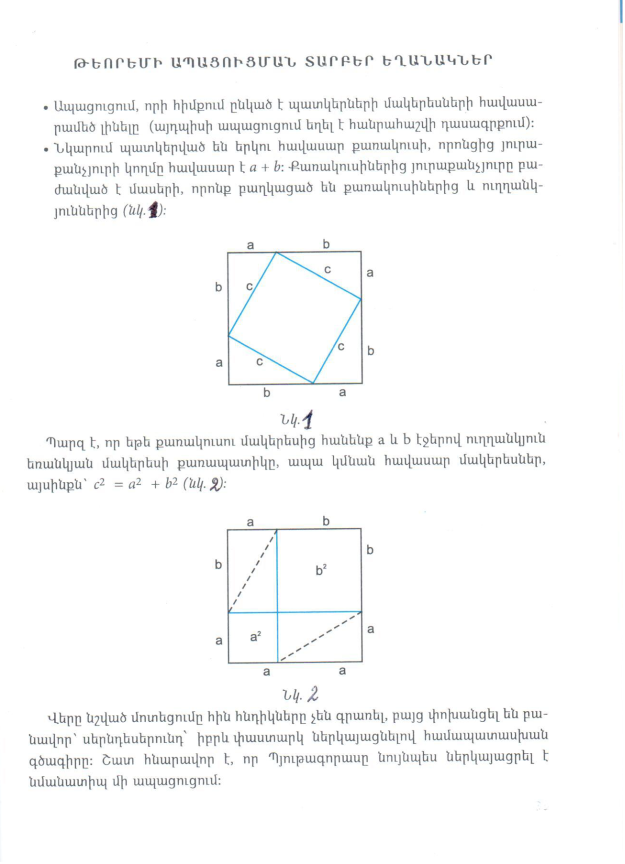 ԹԵՈՐԵՄԻ ԱՊԱՑՈՒՑՄԱՆ ՏԱՐԲԵՐ ԵՂԱՆԱԿՆԵՐ
• Ապացուցում, որի հիմքում ընկած է պատկերների մակերեսների հավասա-
րամեծ լինելը (այդպիսի ապացուցում եղել է հանրահաշվի դասագրքում):
• Նկարում պատկերված են երկու հավասար քառակուսի, որոնցից յուրա-
քանչյուրի կողմը հավասար է a + b: Քառակուսիներից յուրաքանչյուրը բա-
ժանված է մասերի, որոնք բաղկացած են քառակուսիներից և ուղղանկ-
յուններից (նկ.1):
a b
b c c a
a c c b
b a
Նկ.1
Պարզ է, որ եթե քառակուսու մակերեսից հանենք a և b էջերով ուղղանկյուն
եռանկյան մակերեսի քառապատիկը, ապա կմնան հավասար մակերեսներ,
այսինքն՝ c² = a² + b² (նկ. 2):
a b
b b² b
a a² a
a a
Նկ. 2
Վերը նշված մոտեցումը հին հնդիկները չեն գրառել, բայց փոխանցել են բա-
նավոր՝ սերնդեսերունդ՝ իբրև փաստարկ ներկայացնելով համապատասխան
գծագիրը: Շատ հնարավոր է, որ Պյութագորասը նույնպես ներկայացրել է
նմանատիպ մի ապացուցում: